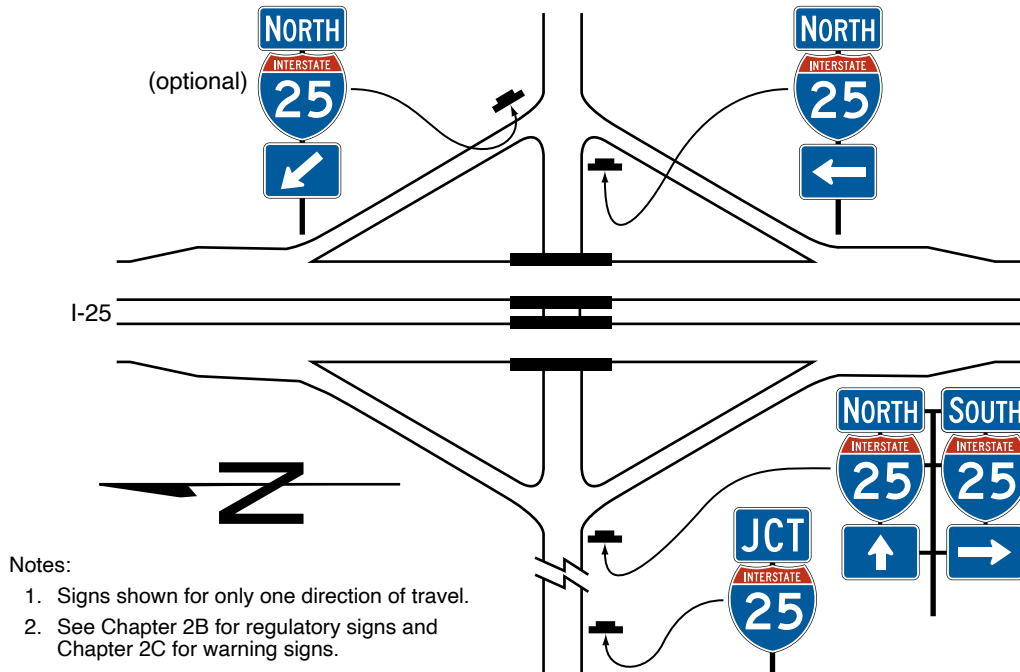 NORTH
INTERSTATE
25
(optional)
NORTH
INTERSTATE
25
I-25
NORTH
INTERSTATE
25
SOUTH
INTERSTATE
25
JCT
INTERSTATE
25
N
Notes:
1. Signs shown for only one direction of travel.
2. See Chapter 2B for regulatory signs and
Chapter 2C for warning signs.